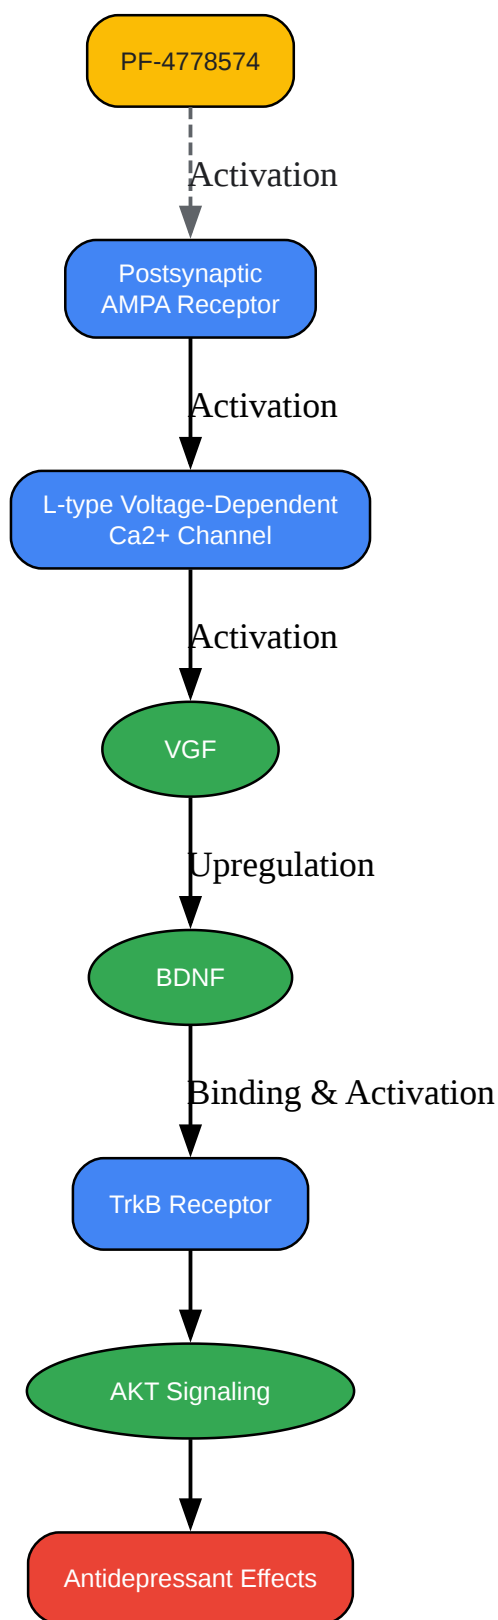 PF-4778574
Activation
Postsynaptic
AMPA Receptor
Activation
L-type Voltage-Dependent
Ca2+ Channel
Activation
VGF
Upregulation
BDNF
Binding & Activation
TrkB Receptor
AKT Signaling
Antidepressant Effects